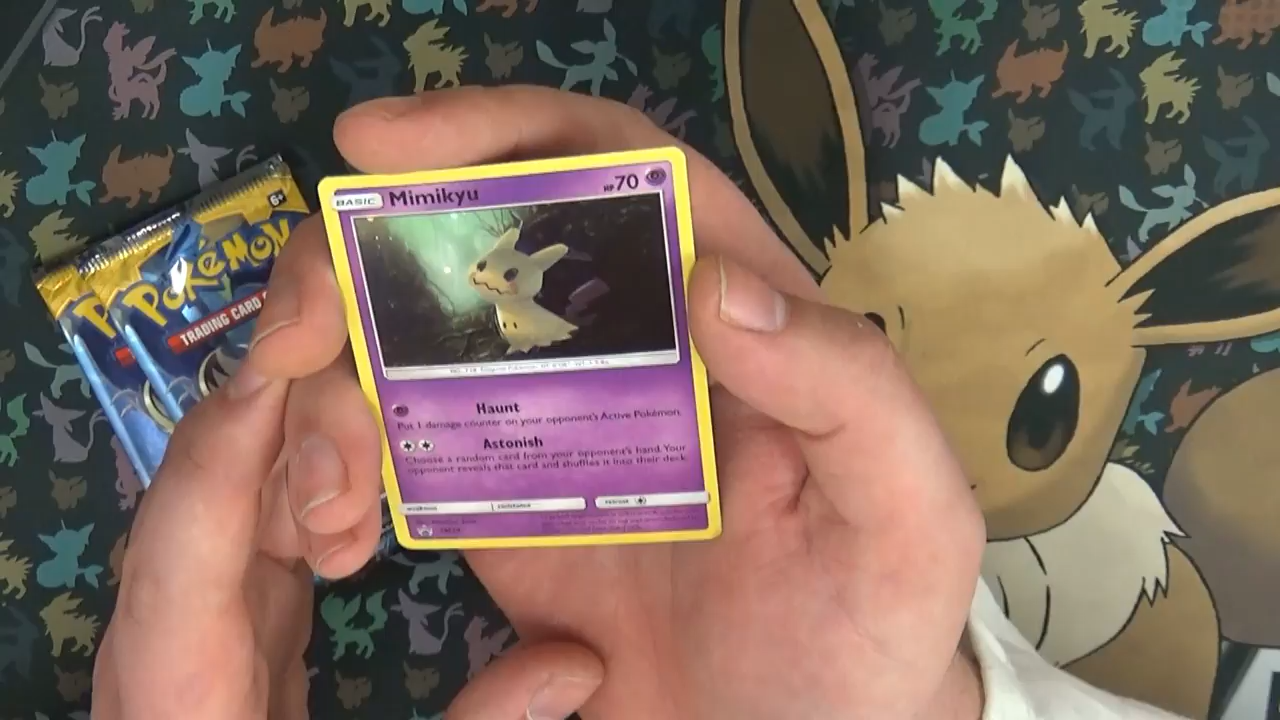 BASIC Mimikyu HP 70
Haunt
Put 1 damage counter on your opponent's Active Pokémon.
Astonish
Choose a random card from your opponent's hand. Your
opponent reveals that card and shuffles it into their deck.
weakness resistance retreat
6+
POKéMON
TRADING CARD
P